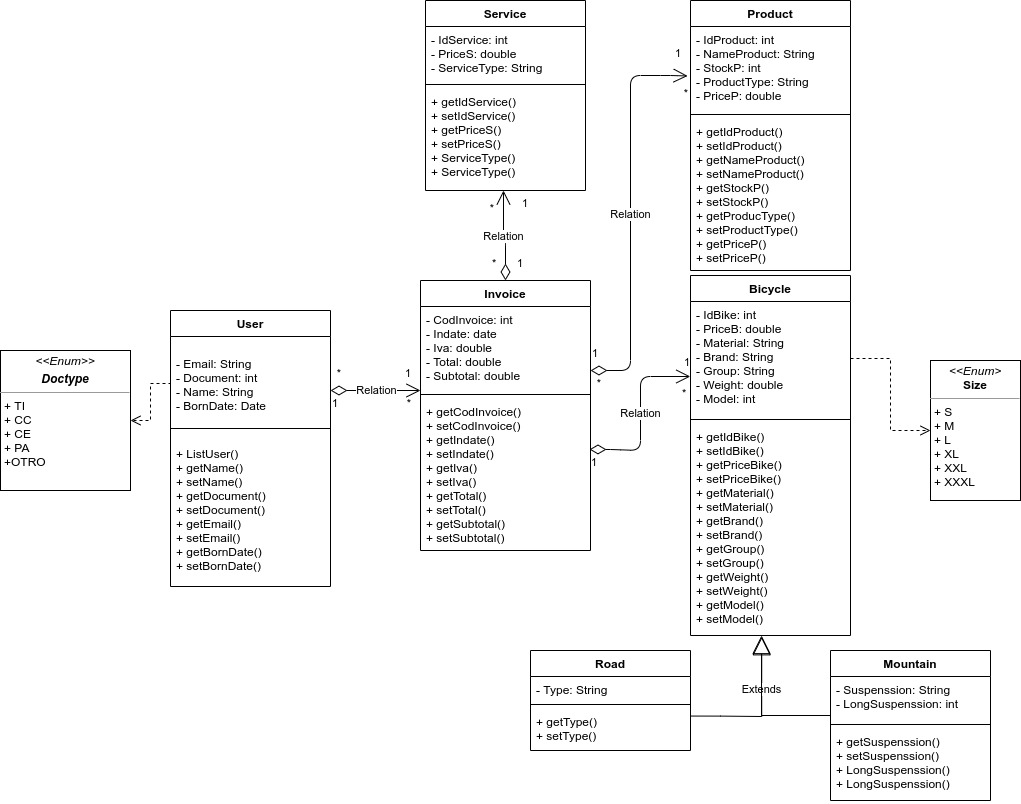 Service
- IdService: int
- PriceS: double
- ServiceType: String
+ getIdService()
+ setIdService()
+ getPriceS()
+ setPriceS()
+ ServiceType()
+ ServiceType()
Product
- IdProduct: int
- NameProduct: String
- StockP: int
- ProductType: String
- PriceP: double
+ getIdProduct()
+ setIdProduct()
+ getNameProduct()
+ setNameProduct()
+ getStockP()
+ setStockP()
+ getProducType()
+ setProductType()
+ getPriceP()
+ setPriceP()
1
*
Relation
* 1
Relation
* 1
Invoice
- CodInvoice: int
- Indate: date
- Iva: double
- Total: double
- Subtotal: double
+ getCodInvoice()
+ setCodInvoice()
+ getIndate()
+ setIndate()
+ getIva()
+ setIva()
+ getTotal()
+ setTotal()
+ getSubtotal()
+ setSubtotal()
1
*
1
*
Relation
1
Bicycle
- IdBike: int
- PriceB: double
- Material: String
- Brand: String
- Group: String
- Weight: double
- Model: int
+ getIdBike()
+ setIdBike()
+ getPriceBike()
+ setPriceBike()
+ getMaterial()
+ setMaterial()
+ getBrand()
+ setBrand()
+ getGroup()
+ setGroup()
+ getWeight()
+ setWeight()
+ getModel()
+ setModel()
User
- Email: String
- Document: int
- Name: String
- BornDate: Date
+ ListUser()
+ getName()
+ setName()
+ getDocument()
+ setDocument()
+ getEmail()
+ setEmail()
+ getBornDate()
+ setBornDate()
* 1
Relation
1 *
<<Enum>>
Doctype
+ TI
+ CC
+ CE
+ PA
+OTRO
<<Enum>
Size
+ S
+ M
+ L
+ XL
+ XXL
+ XXXL
Extends
Road
- Type: String
+ getType()
+ setType()
Mountain
- Suspenssion: String
- LongSuspenssion: int
+ getSuspenssion()
+ setSuspenssion()
+ LongSuspenssion()
+ LongSuspenssion()